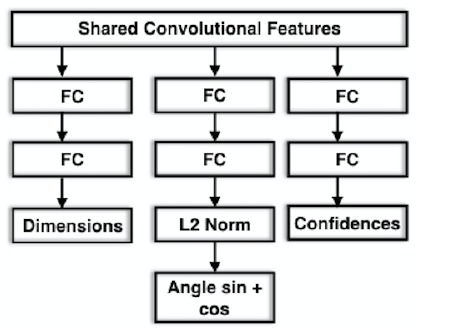 Shared Convolutional Features
FC
FC
FC
FC
FC
FC
Dimensions
L2 Norm
Confidences
Angle sin +
cos